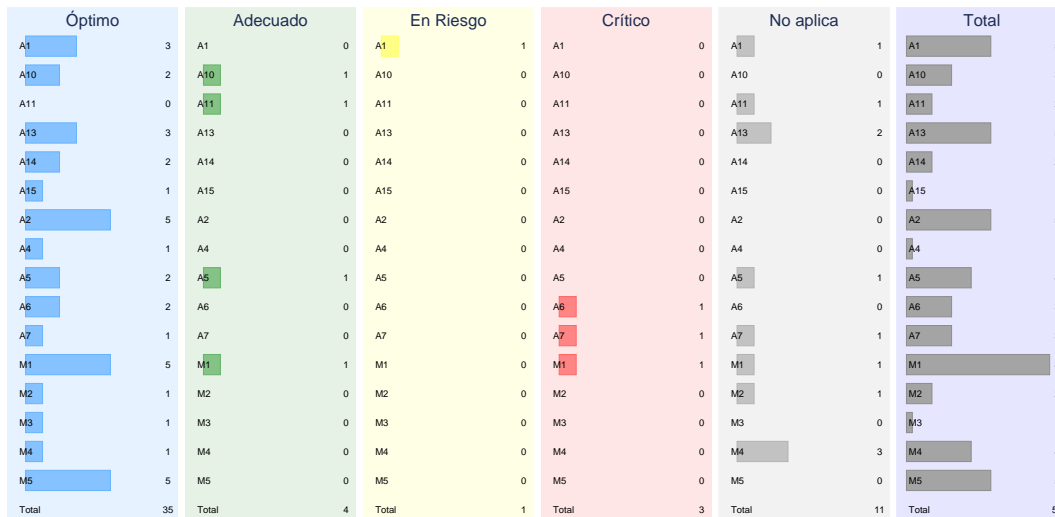 Óptimo Adecuado En Riesgo Crítico No aplica Total
A1 3 A1 0 A1 1 A1 0 A1 1 A1
A10 2 A10 1 A10 0 A10 0 A10 0 A10
A11 0 A11 1 A11 0 A11 0 A11 1 A11
A13 3 A13 0 A13 0 A13 0 A13 2 A13
A14 2 A14 0 A14 0 A14 0 A14 0 A14
A15 1 A15 0 A15 0 A15 0 A15 0 A15
A2 5 A2 0 A2 0 A2 0 A2 0 A2
A4 1 A4 0 A4 0 A4 0 A4 0 A4
A5 2 A5 1 A5 0 A5 0 A5 1 A5
A6 2 A6 0 A6 0 A6 1 A6 0 A6
A7 1 A7 0 A7 0 A7 1 A7 1 A7
M1 5 M1 1 M1 0 M1 1 M1 1 M1
M2 1 M2 0 M2 0 M2 0 M2 1 M2
M3 1 M3 0 M3 0 M3 0 M3 0 M3
M4 1 M4 0 M4 0 M4 0 M4 3 M4
M5 5 M5 0 M5 0 M5 0 M5 0 M5
Total 35 Total 4 Total 1 Total 3 Total 11 Total